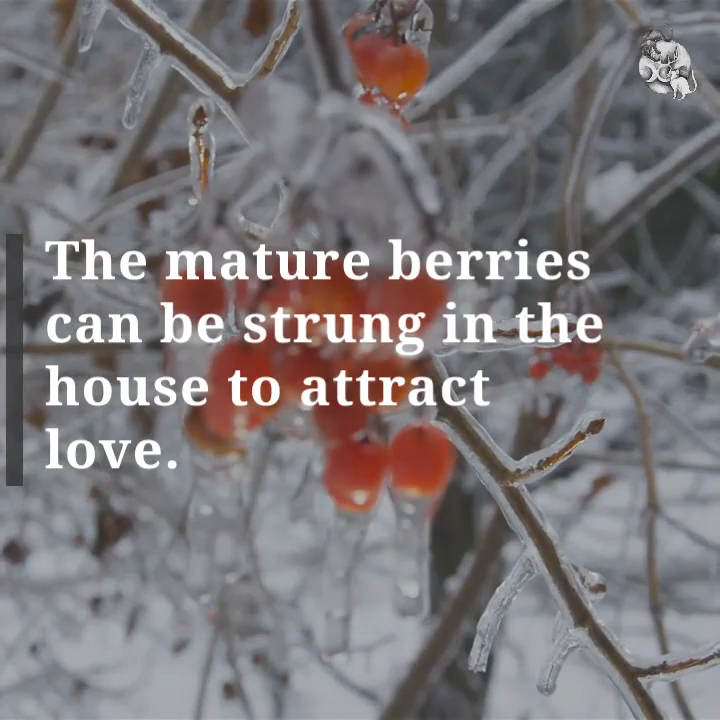 The mature berries
can be strung in the
house to attract
love.